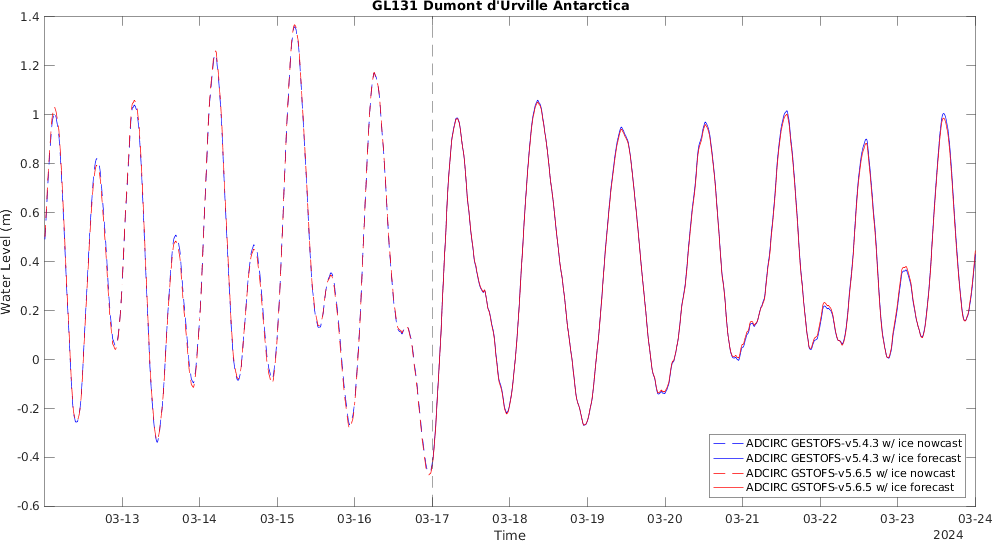 GL131 Dumont d'Urville Antarctica
1.4
1.2
1
0.8
0.6
0.4
0.2
0
-0.2
-0.4
-0.6
Water Level (m)
ADCIRC GESTOFS-v5.4.3 w/ ice nowcast
ADCIRC GESTOFS-v5.4.3 w/ ice forecast
ADCIRC GSTOFS-v5.6.5 w/ ice nowcast
ADCIRC GSTOFS-v5.6.5 w/ ice forecast
03-13 03-14 03-15 03-16 03-17 03-18 03-19 03-20 03-21 03-22 03-23 03-24
Time
2024